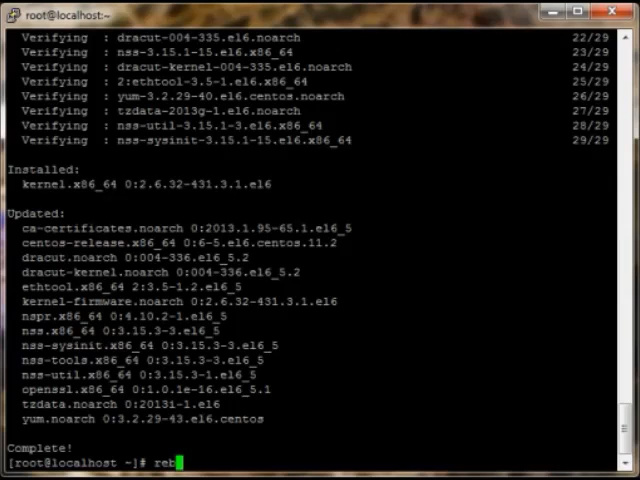 root@localhost:~
Verifying  : dracut-004-335.el6.noarch 22/29
Verifying  : nss-3.15.1-15.el6.x86_64 23/29
Verifying  : dracut-kernel-004-335.el6.noarch 24/29
Verifying  : 2:ethtool-3.5-1.el6.x86_64 25/29
Verifying  : yum-3.2.29-40.el6.centos.noarch 26/29
Verifying  : tzdata-2013g-1.el6.noarch 27/29
Verifying  : nss-util-3.15.1-3.el6.x86_64 28/29
Verifying  : nss-sysinit-3.15.1-15.el6.x86_64 29/29
Installed:
kernel.x86_64 0:2.6.32-431.3.1.el6
Updated:
ca-certificates.noarch 0:2013.1.95-65.1.el6_5
centos-release.x86_64 0:6-5.el6.centos.11.2
dracut.noarch 0:004-336.el6_5.2
dracut-kernel.noarch 0:004-336.el6_5.2
ethtool.x86_64 2:3.5-1.2.el6_5
kernel-firmware.noarch 0:2.6.32-431.3.1.el6
nspr.x86_64 0:4.10.2-1.el6_5
nss.x86_64 0:3.15.3-3.el6_5
nss-sysinit.x86_64 0:3.15.3-3.el6_5
nss-tools.x86_64 0:3.15.3-3.el6_5
nss-util.x86_64 0:3.15.3-1.el6_5
openssl.x86_64 0:1.0.1e-16.el6_5.1
tzdata.noarch 0:2013i-1.el6
yum.noarch 0:3.2.29-43.el6.centos
Complete!
[root@localhost ~]# reb